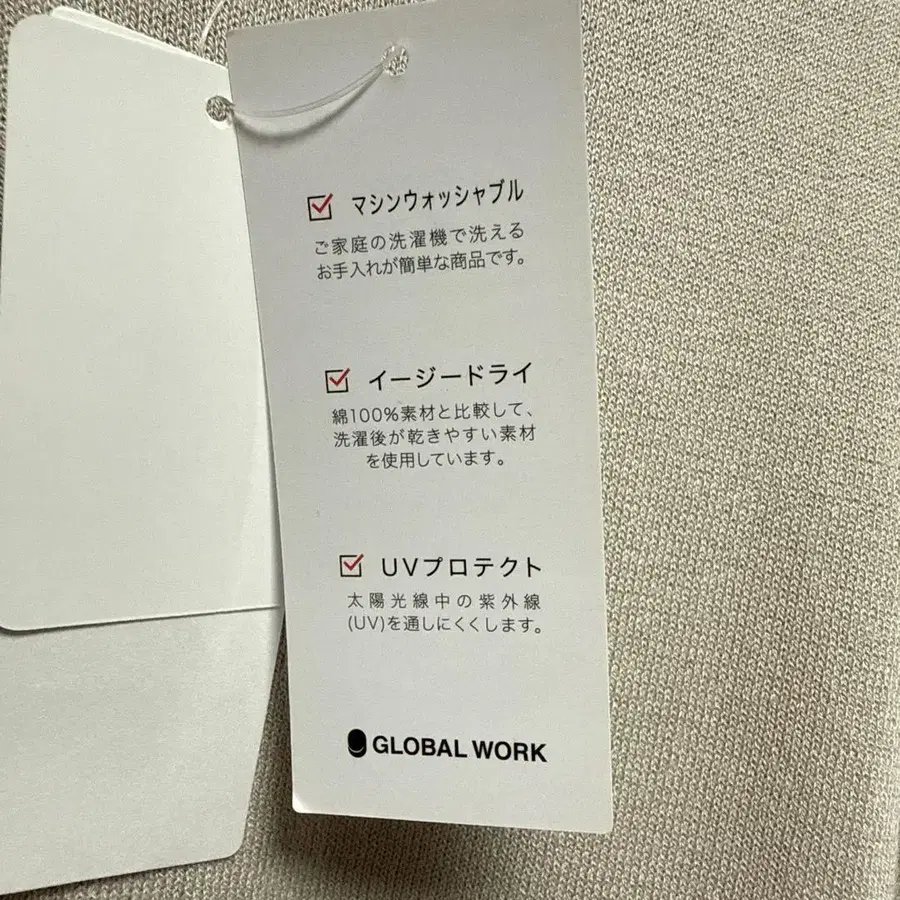 マシンウォッシャブル
ご家庭の洗濯機で洗える
お手入れが簡単な商品です。
イージードライ
綿100%素材と比較して、
洗濯後が乾きやすい素材
を使用しています。
UVプロテクト
太陽光線中の紫外線
(UV)を通しにくくします。
GLOBAL WORK